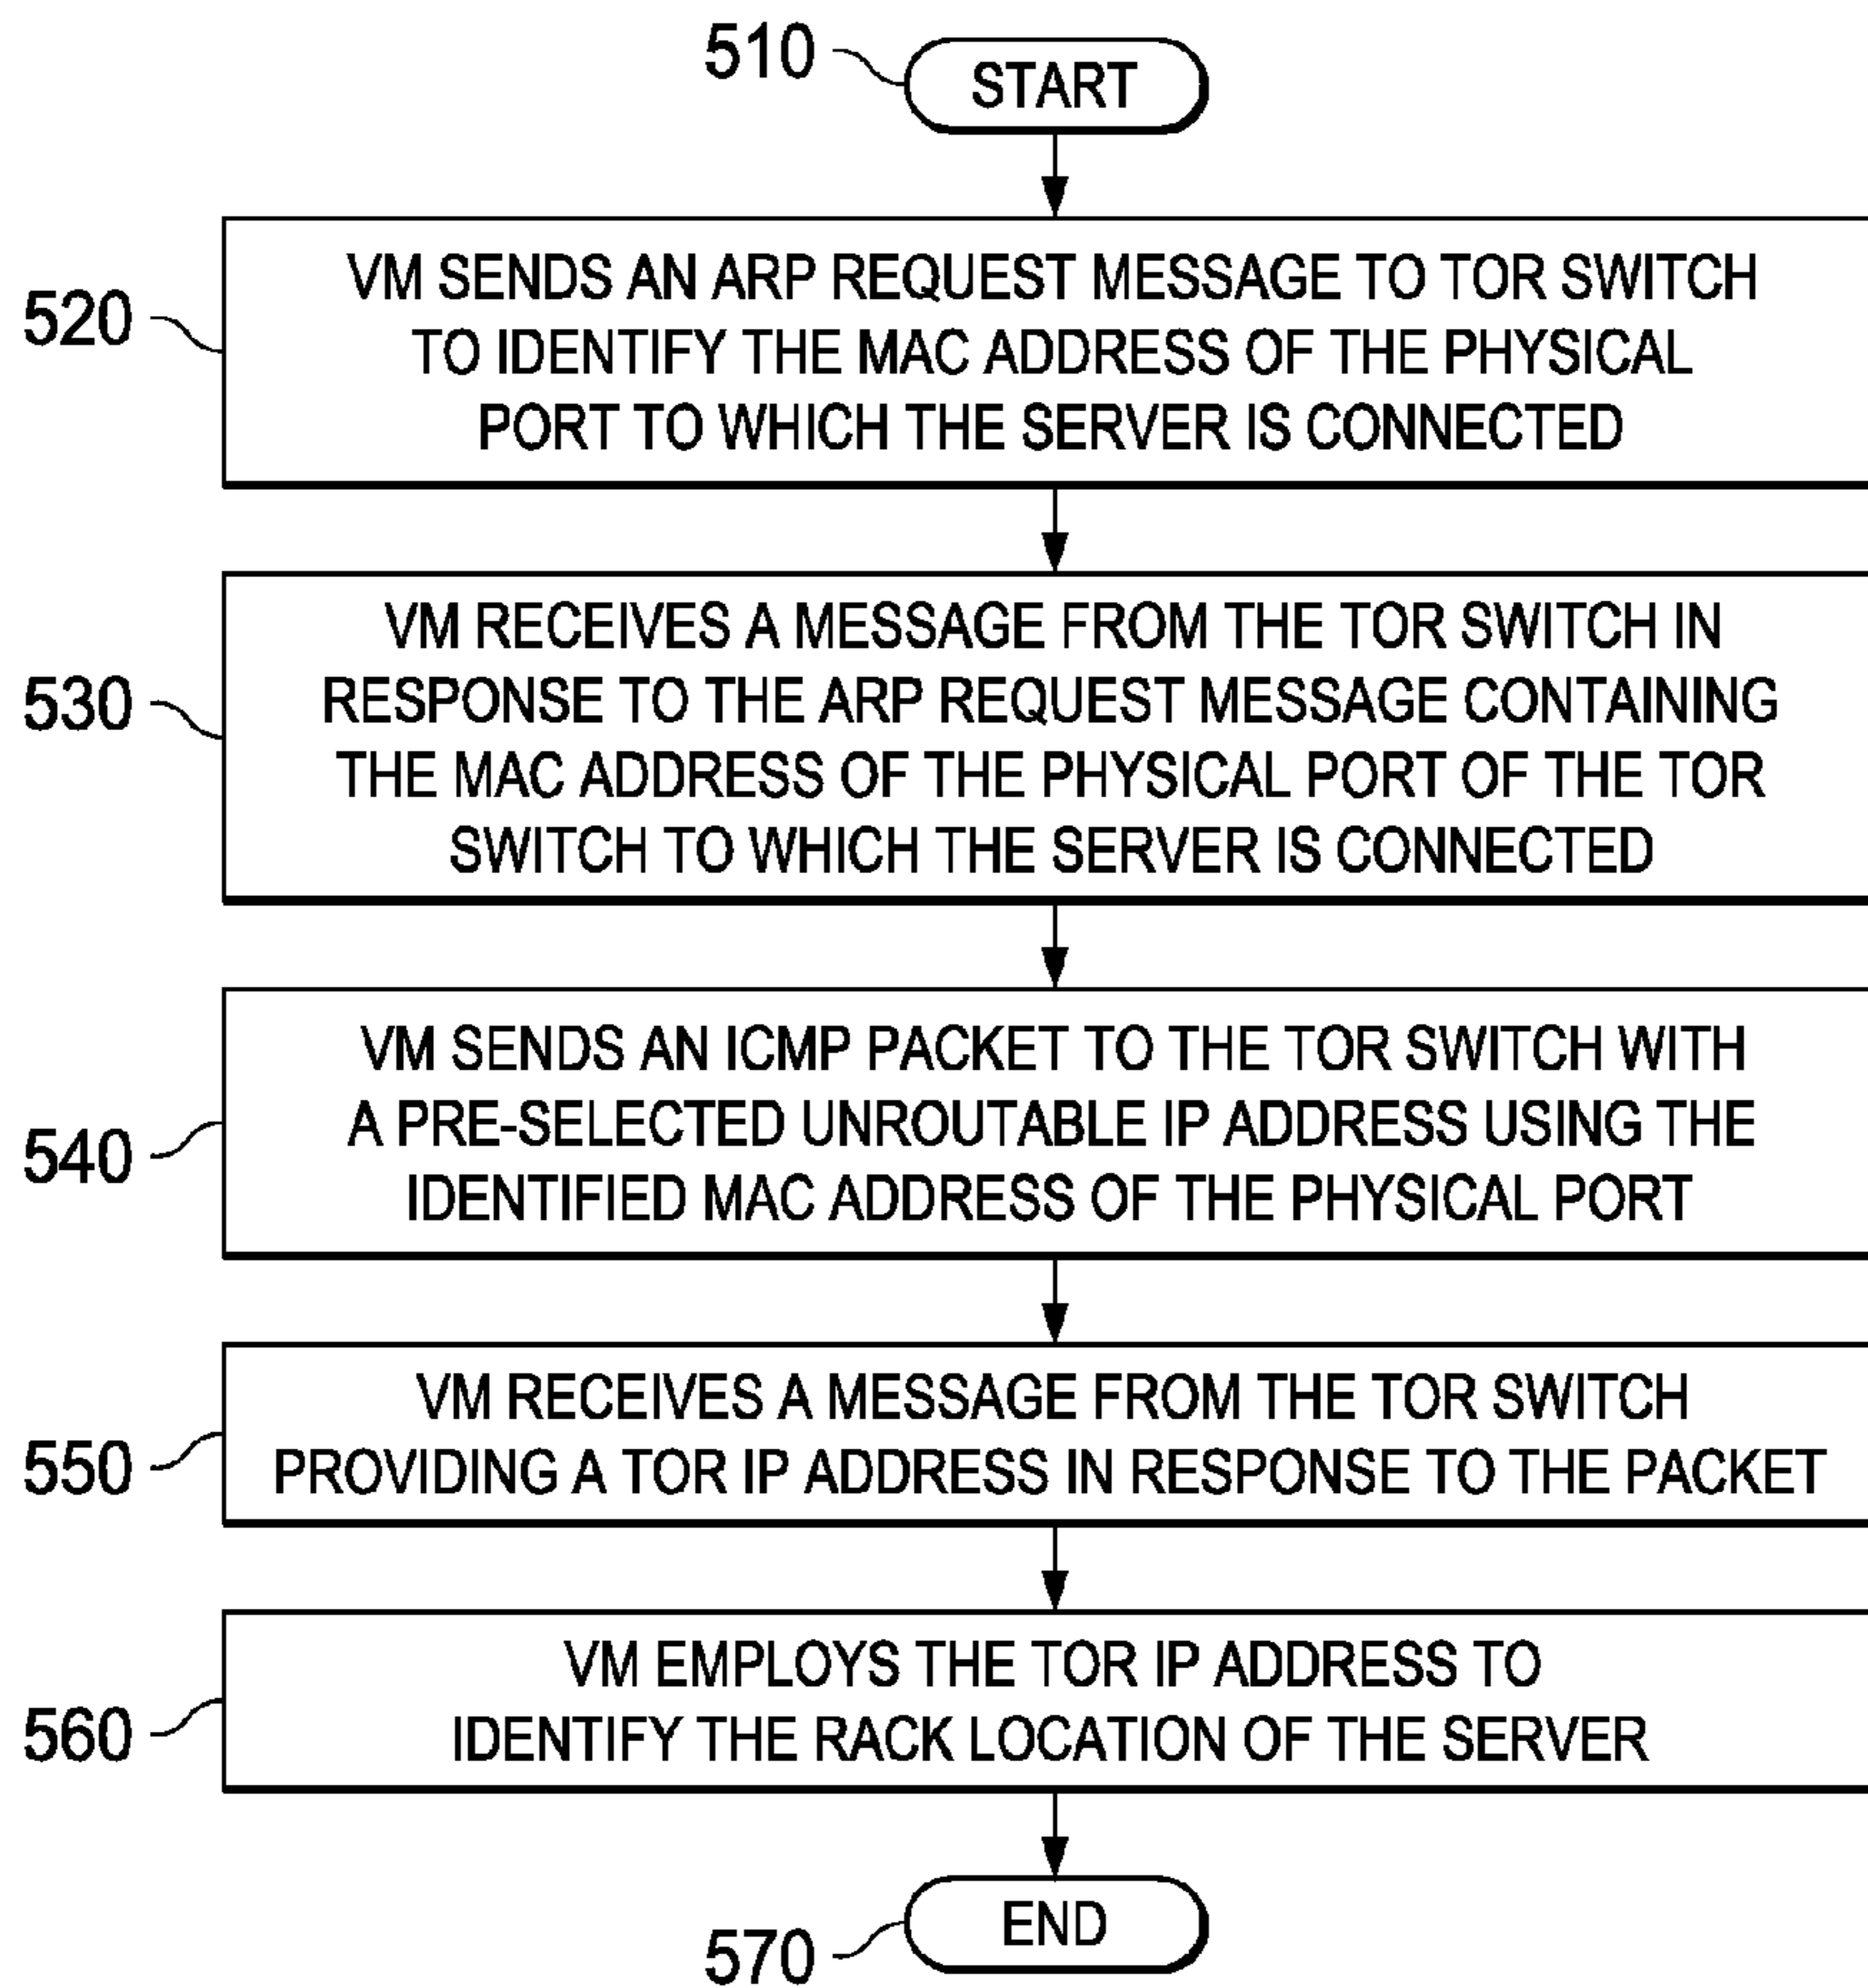 510
START
520
VM SENDS AN ARP REQUEST MESSAGE TO TOR SWITCH
TO IDENTIFY THE MAC ADDRESS OF THE PHYSICAL
PORT TO WHICH THE SERVER IS CONNECTED
530
VM RECEIVES A MESSAGE FROM THE TOR SWITCH IN
RESPONSE TO THE ARP REQUEST MESSAGE CONTAINING
THE MAC ADDRESS OF THE PHYSICAL PORT OF THE TOR
SWITCH TO WHICH THE SERVER IS CONNECTED
540
VM SENDS AN ICMP PACKET TO THE TOR SWITCH WITH
A PRE-SELECTED UNROUTABLE IP ADDRESS USING THE
IDENTIFIED MAC ADDRESS OF THE PHYSICAL PORT
550
VM RECEIVES A MESSAGE FROM THE TOR SWITCH
PROVIDING A TOR IP ADDRESS IN RESPONSE TO THE PACKET
560
VM EMPLOYS THE TOR IP ADDRESS TO
IDENTIFY THE RACK LOCATION OF THE SERVER
570
END